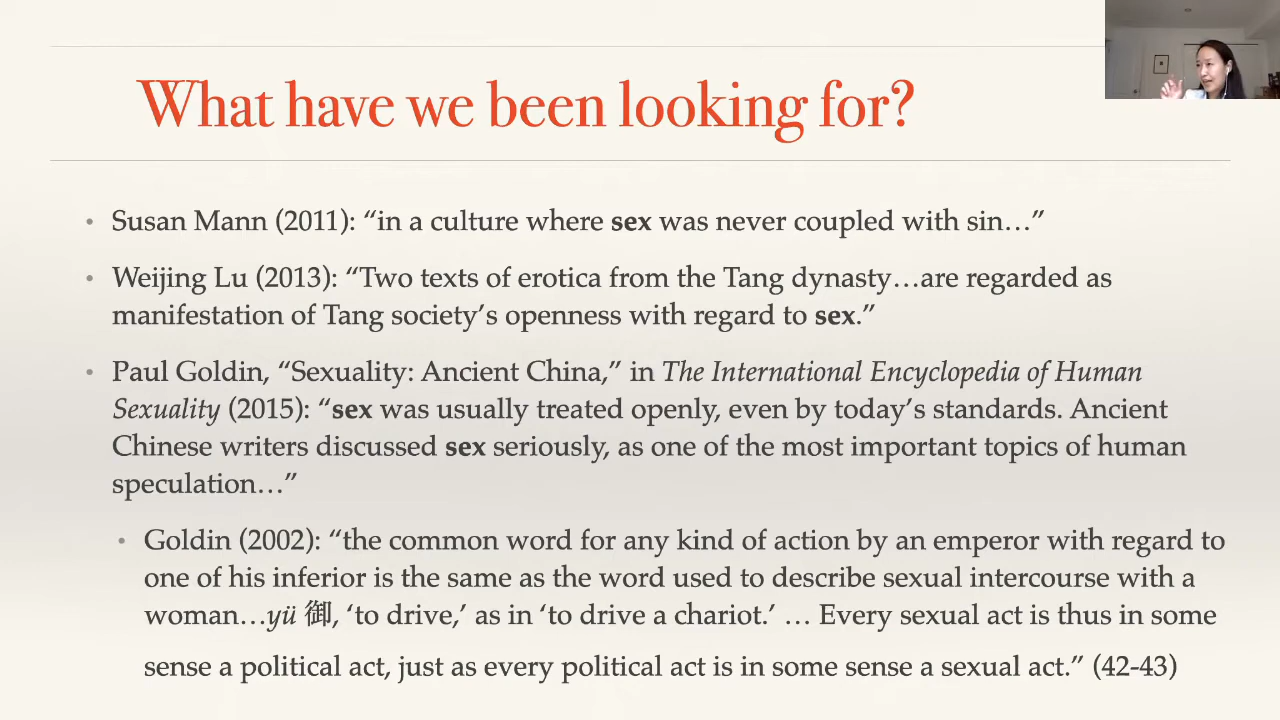 What have we been looking for?
• Susan Mann (2011): “in a culture where sex was never coupled with sin…”
• Weijing Lu (2013): “Two texts of erotica from the Tang dynasty…are regarded as
manifestation of Tang society’s openness with regard to sex.”
• Paul Goldin, “Sexuality: Ancient China,” in The International Encyclopedia of Human
Sexuality (2015): “sex was usually treated openly, even by today’s standards. Ancient
Chinese writers discussed sex seriously, as one of the most important topics of human
speculation…”
• Goldin (2002): “the common word for any kind of action by an emperor with regard to
one of his inferior is the same as the word used to describe sexual intercourse with a
woman…yü 御, ‘to drive,’ as in ‘to drive a chariot.’ … Every sexual act is thus in some
sense a political act, just as every political act is in some sense a sexual act.” (42-43)